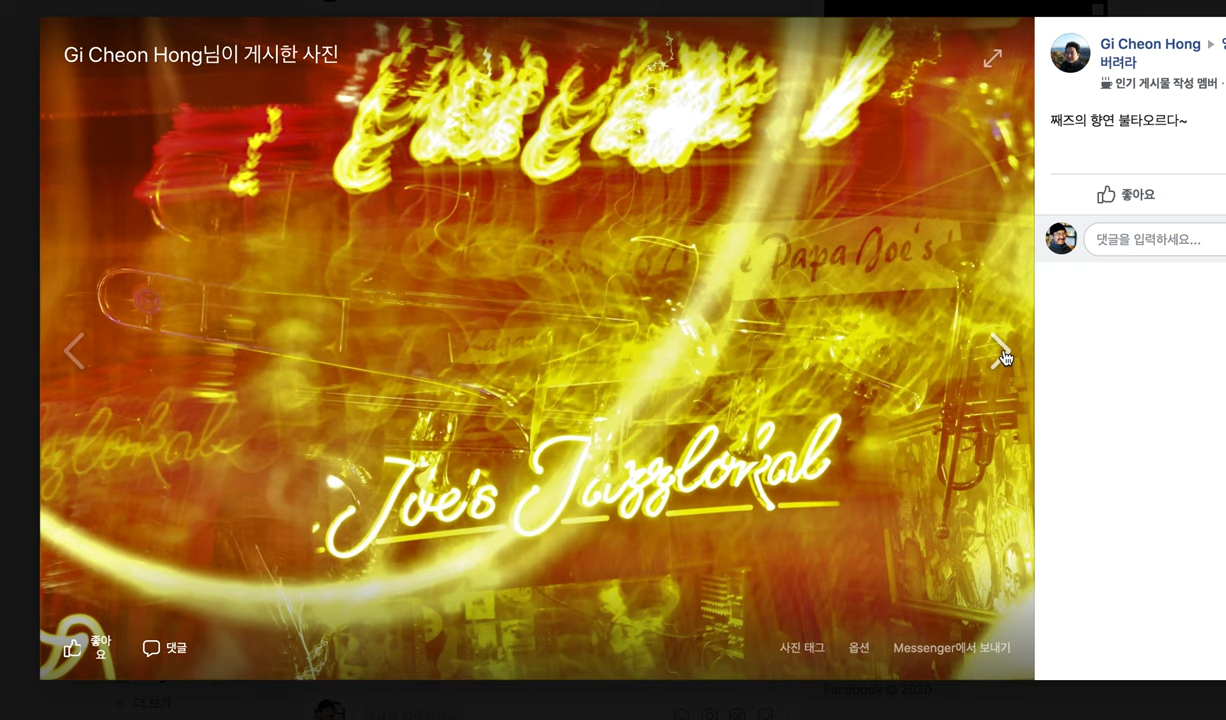 Gi Cheon Hong님이 게시한 사진
Papa Joe's
Joe's Jazzlokal
좋아
요
댓글
사진 태그
옵션
Messenger에서 보내기
Gi Cheon Hong
버려라
인기 게시물 작성 멤버 ·
째즈의 향연 불타오르다~
좋아요
댓글을 입력하세요...
더 보기
Facebook © 2020